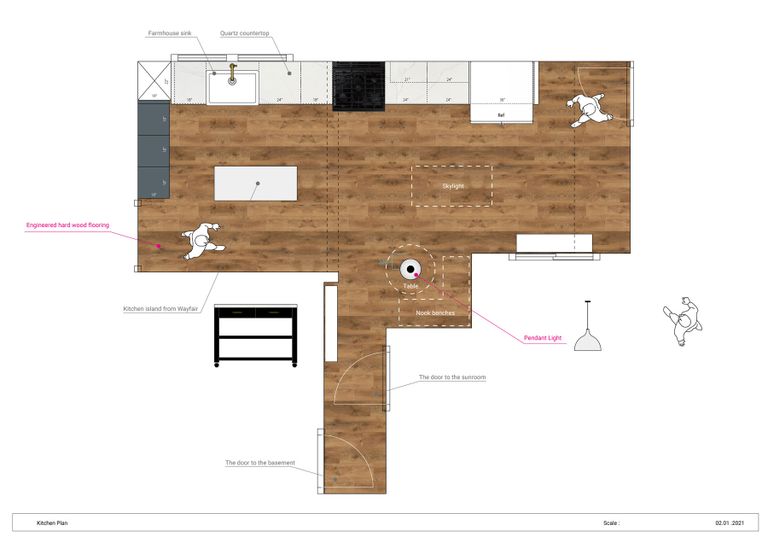 Farmhouse sink
Quartz countertop
21"
24"
18"
24"
18"
24"
24"
36"
Ref
Skylight
Engineered hard wood flooring
Table
Nook benches
Kitchen island from Wayfair
Pendant Light
The door to the sunroom
The door to the basement
Kitchen Plan
Scale :
02.01 .2021